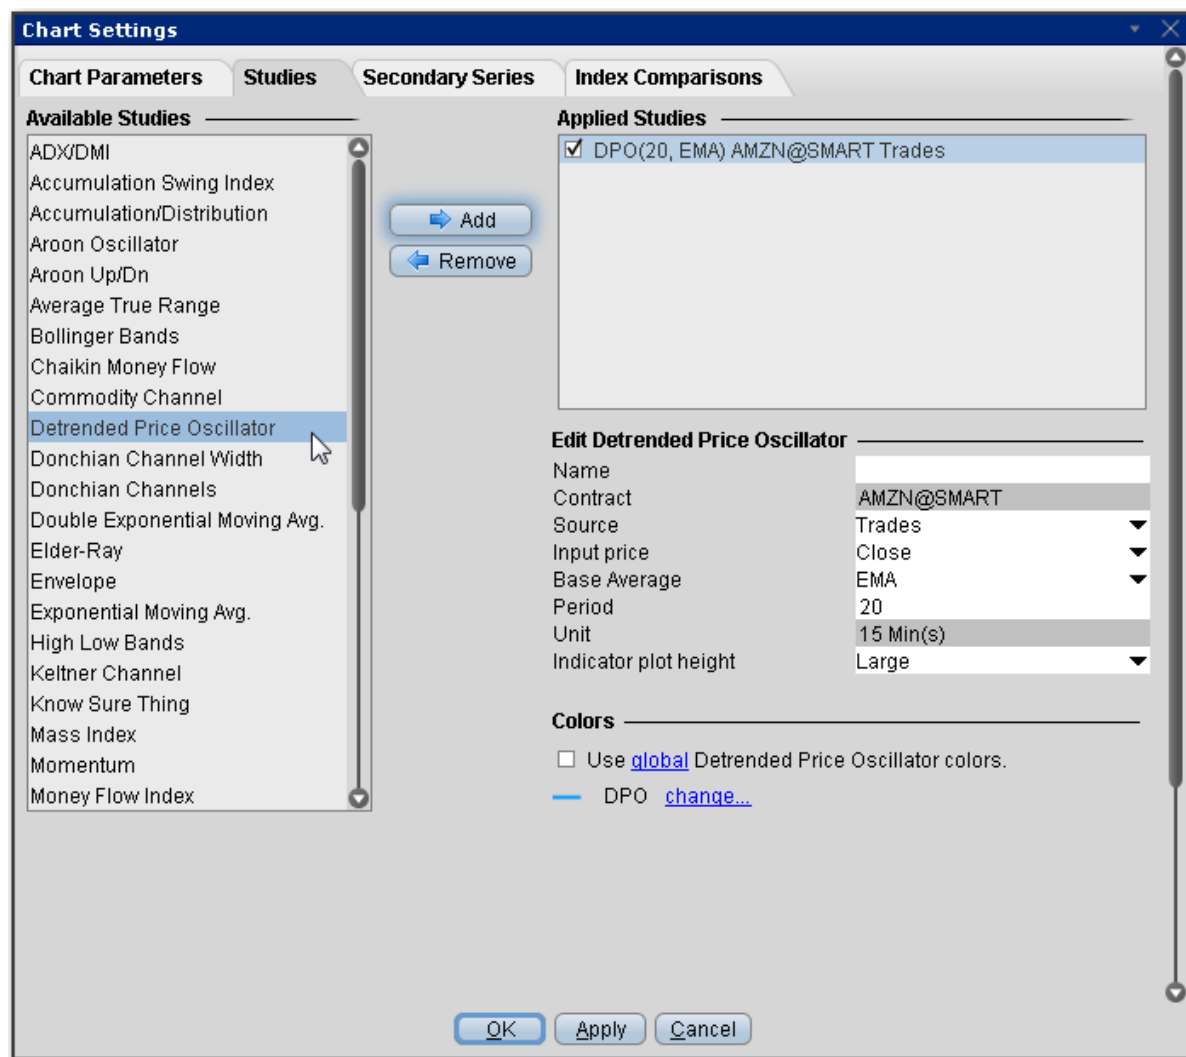 Chart Settings
Chart Parameters
Studies
Secondary Series
Index Comparisons
Available Studies
ADX/DMI
Accumulation Swing Index
Accumulation/Distribution
Aroon Oscillator
Aroon Up/Dn
Average True Range
Bollinger Bands
Chaikin Money Flow
Commodity Channel
Detrended Price Oscillator
Donchian Channel Width
Donchian Channels
Double Exponential Moving Avg.
Elder-Ray
Envelope
Exponential Moving Avg.
High Low Bands
Keltner Channel
Know Sure Thing
Mass Index
Momentum
Money Flow Index
Add
Remove
Applied Studies
DPO(20, EMA) AMZN@SMART Trades
Edit Detrended Price Oscillator
Name
Contract AMZN@SMART
Source Trades
Input price Close
Base Average EMA
Period 20
Unit 15 Min(s)
Indicator plot height Large
Colors
Use global Detrended Price Oscillator colors.
DPO change...
OK
Apply
Cancel